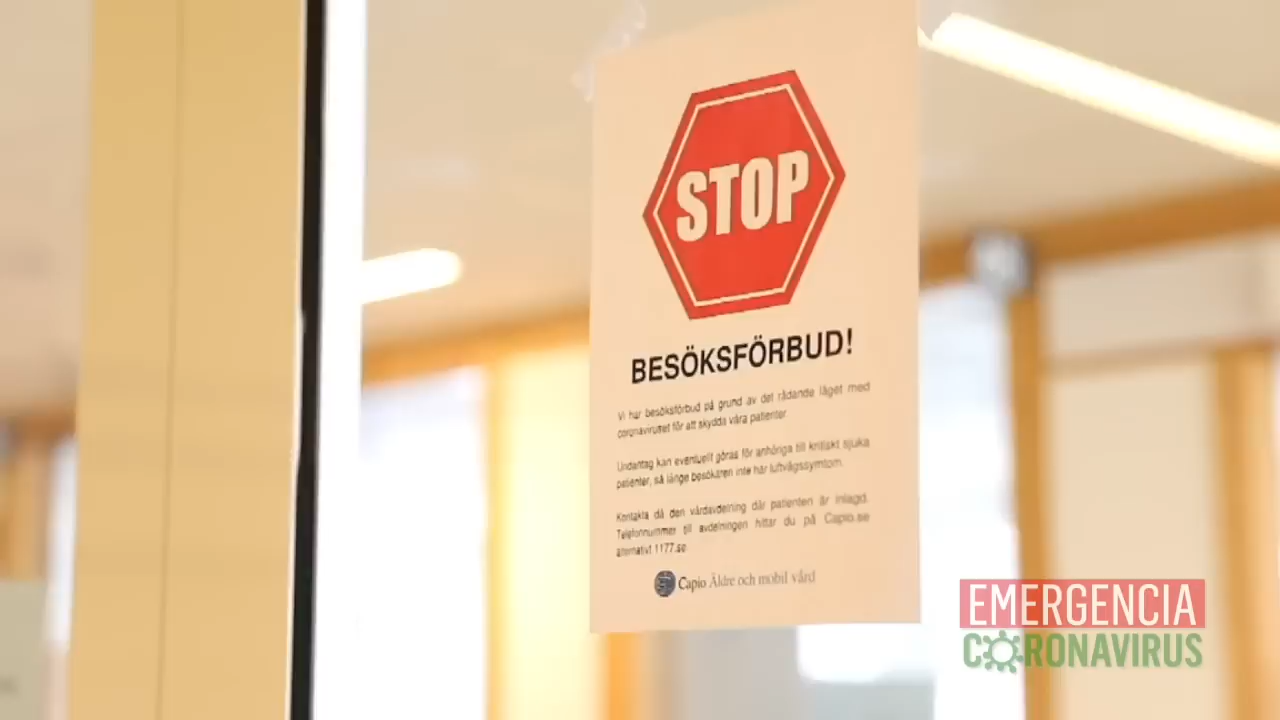 STOP
BESÖKSFÖRBUD!
Vi har besöksförbud på grund av det rådande läget med
coronaviruset för att skydda våra patienter.
Undantag kan eventuellt göras för anhöriga till kritiskt sjuka
patienter, så länge besökaren inte har luftvägssymtom.
Kontakta då den vårdavdelning där patienten är inlagd.
Telefonnummer till avdelningen hittar du på Capio.se
alternativt 1177.se
Capio Äldre och mobil vård
EMERGENCIA
CORONAVIRUS